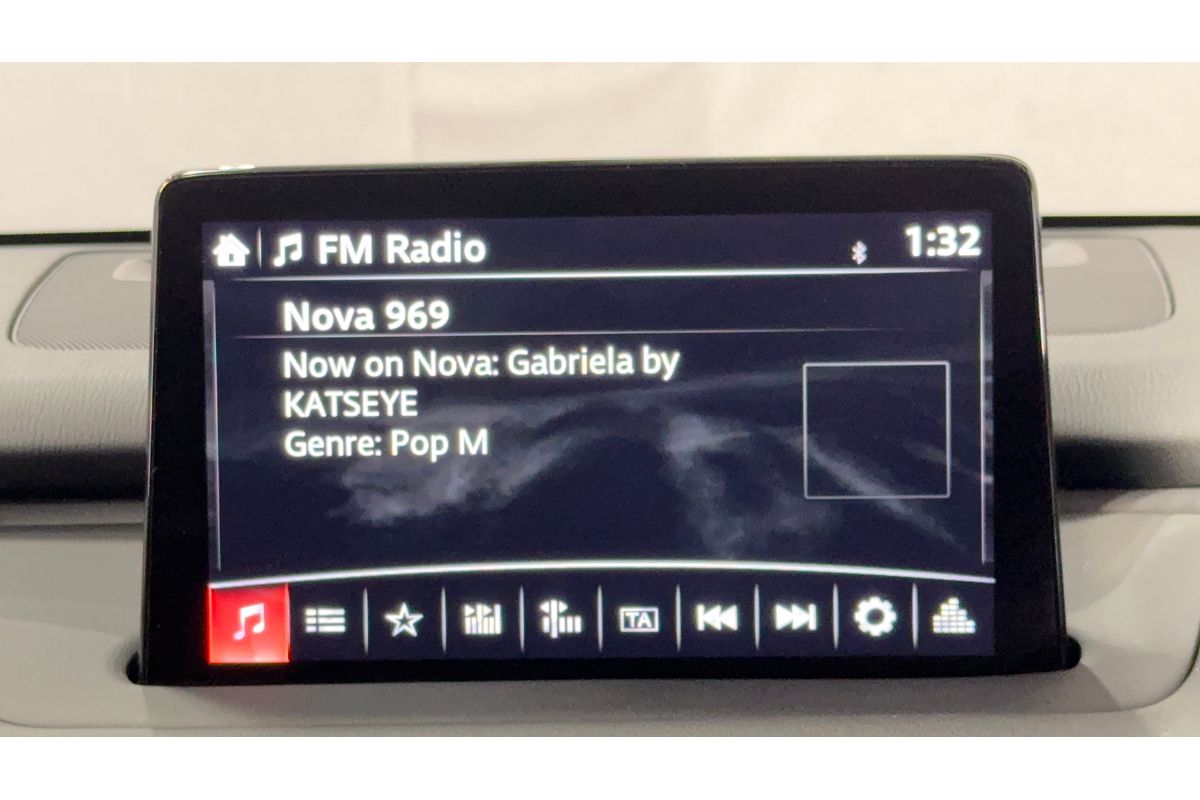 FM Radio 1:32
Nova 969
Now on Nova: Gabriela by
KATSEYE
Genre: Pop M
TA